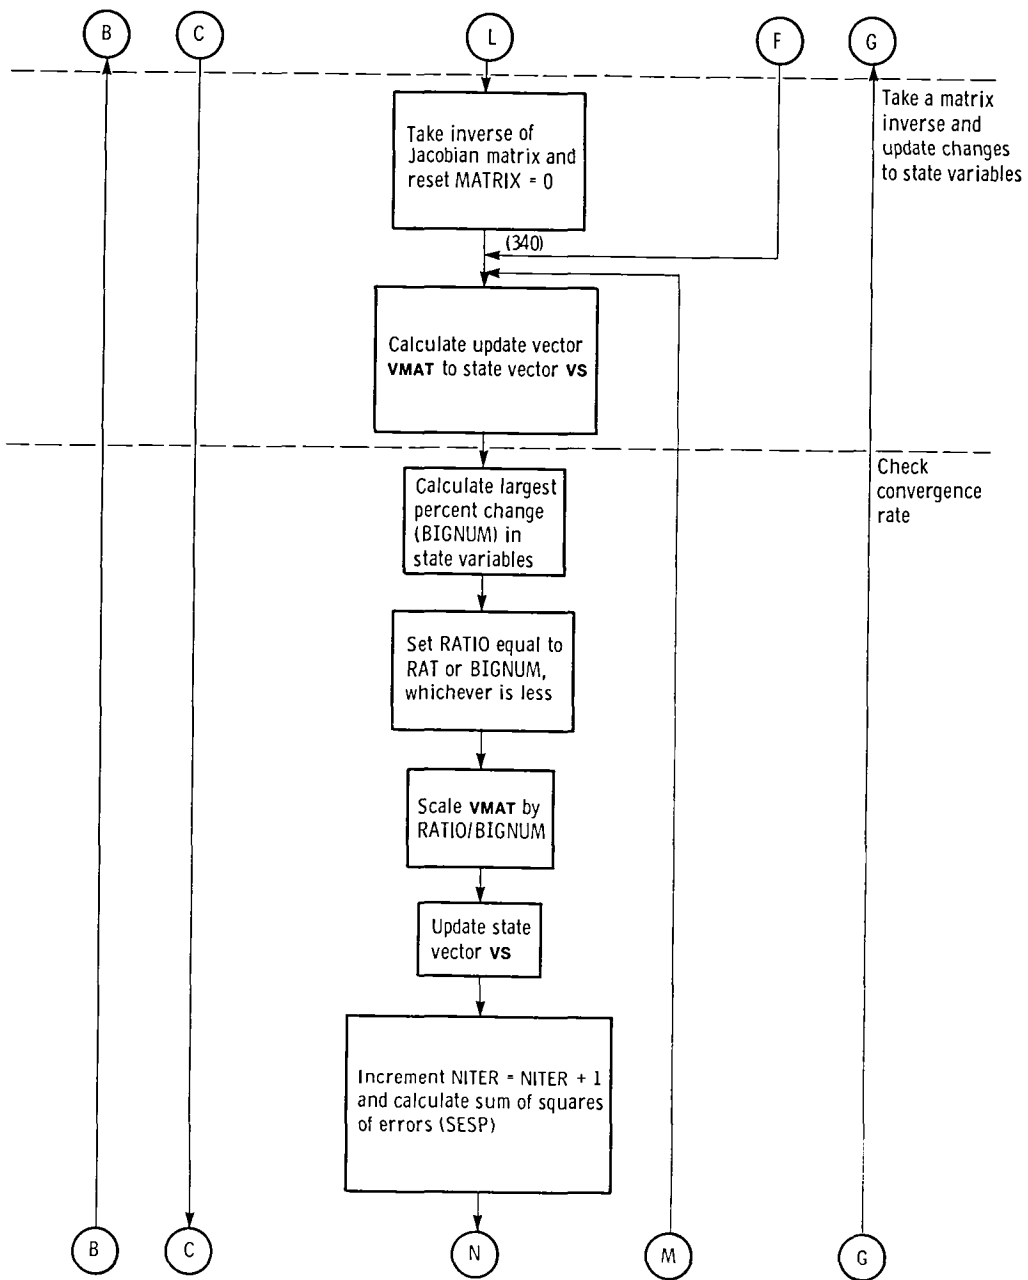 B
C
L
F
G
Take a matrix
inverse and
update changes
to state variables
Take inverse of
Jacobian matrix and
reset MATRIX = 0
(340)
Calculate update vector
VMAT to state vector VS
Check
convergence
rate
Calculate largest
percent change
(BIGNUM) in
state variables
Set RATIO equal to
RAT or BIGNUM,
whichever is less
Scale VMAT by
RATIO/BIGNUM
Update state
vector VS
Increment NITER = NITER + 1
and calculate sum of squares
of errors (SESP)
B
C
N
M
G